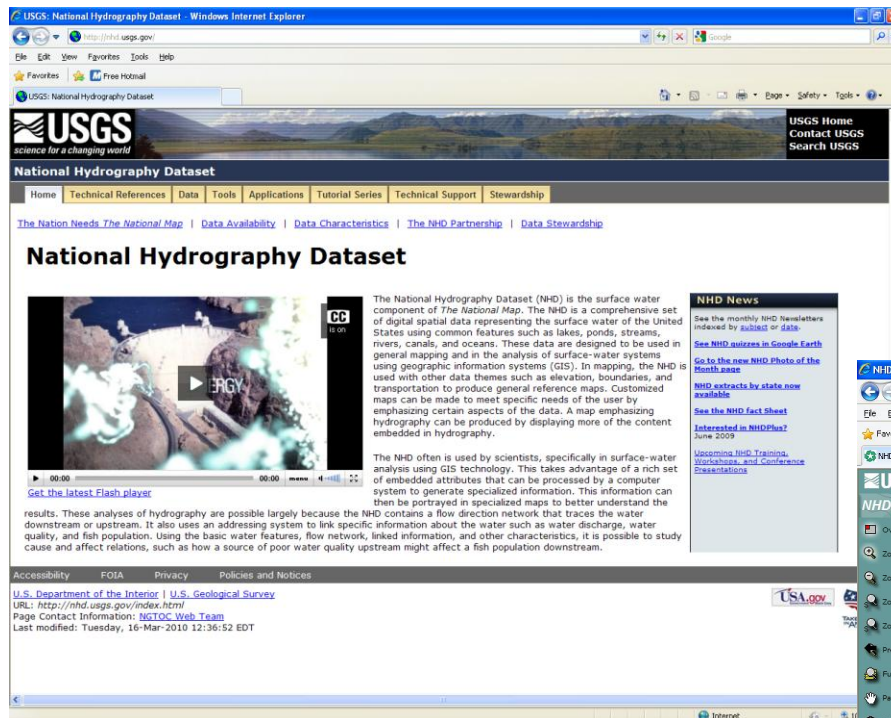 USGS: National Hydrography Dataset - Windows Internet Explorer
http://nhd.usgs.gov/
Google
File Edit View Favorites Tools Help
Favorites Free Hotmail
USGS: National Hydrography Dataset
Page Safety Tools
USGS
science for a changing world
USGS Home
Contact USGS
Search USGS
National Hydrography Dataset
Home Technical References Data Tools Applications Tutorial Series Technical Support Stewardship
The Nation Needs The National Map | Data Availability | Data Characteristics | The NHD Partnership | Data Stewardship
National Hydrography Dataset
CC
is on
ERGY
00:00 00:00 menu
Get the latest Flash player
The National Hydrography Dataset (NHD) is the surface water
component of The National Map. The NHD is a comprehensive set
of digital spatial data representing the surface water of the United
States using common features such as lakes, ponds, streams,
rivers, canals, and oceans. These data are designed to be used in
general mapping and in the analysis of surface-water systems
using geographic information systems (GIS). In mapping, the NHD is
used with other data themes such as elevation, boundaries, and
transportation to produce general reference maps. Customized
maps can be made to meet specific needs of the user by
emphasizing certain aspects of the data. A map emphasizing
hydrography can be produced by displaying more of the content
embedded in hydrography.
The NHD often is used by scientists, specifically in surface-water
analysis using GIS technology. This takes advantage of a rich set
of embedded attributes that can be processed by a computer
system to generate specialized information. This information can
then be portrayed in specialized maps to better understand the
results. These analyses of hydrography are possible largely because the NHD contains a flow direction network that traces the water
downstream or upstream. It also uses an addressing system to link specific information about the water such as water discharge, water
quality, and fish population. Using the basic water features, flow network, linked information, and other characteristics, it is possible to study
cause and affect relations, such as how a source of poor water quality upstream might affect a fish population downstream.
NHD News
See the monthly NHD Newsletters
indexed by subject or date.
See NHD quizzes in Google Earth
Go to the new NHD Photo of the
Month page
NHD extracts by state now
available
See the NHD fact Sheet
Interested in NHDPlus?
June 2009
Upcoming NHD Training,
Workshops, and Conference
Presentations
Accessibility FOIA Privacy Policies and Notices
U.S. Department of the Interior | U.S. Geological Survey
URL: http://nhd.usgs.gov/index.html
Page Contact Information: NGTOC Web Team
Last modified: Tuesday, 16-Mar-2010 12:36:52 EDT
USA.gov
Internet
NHD
File
NHD